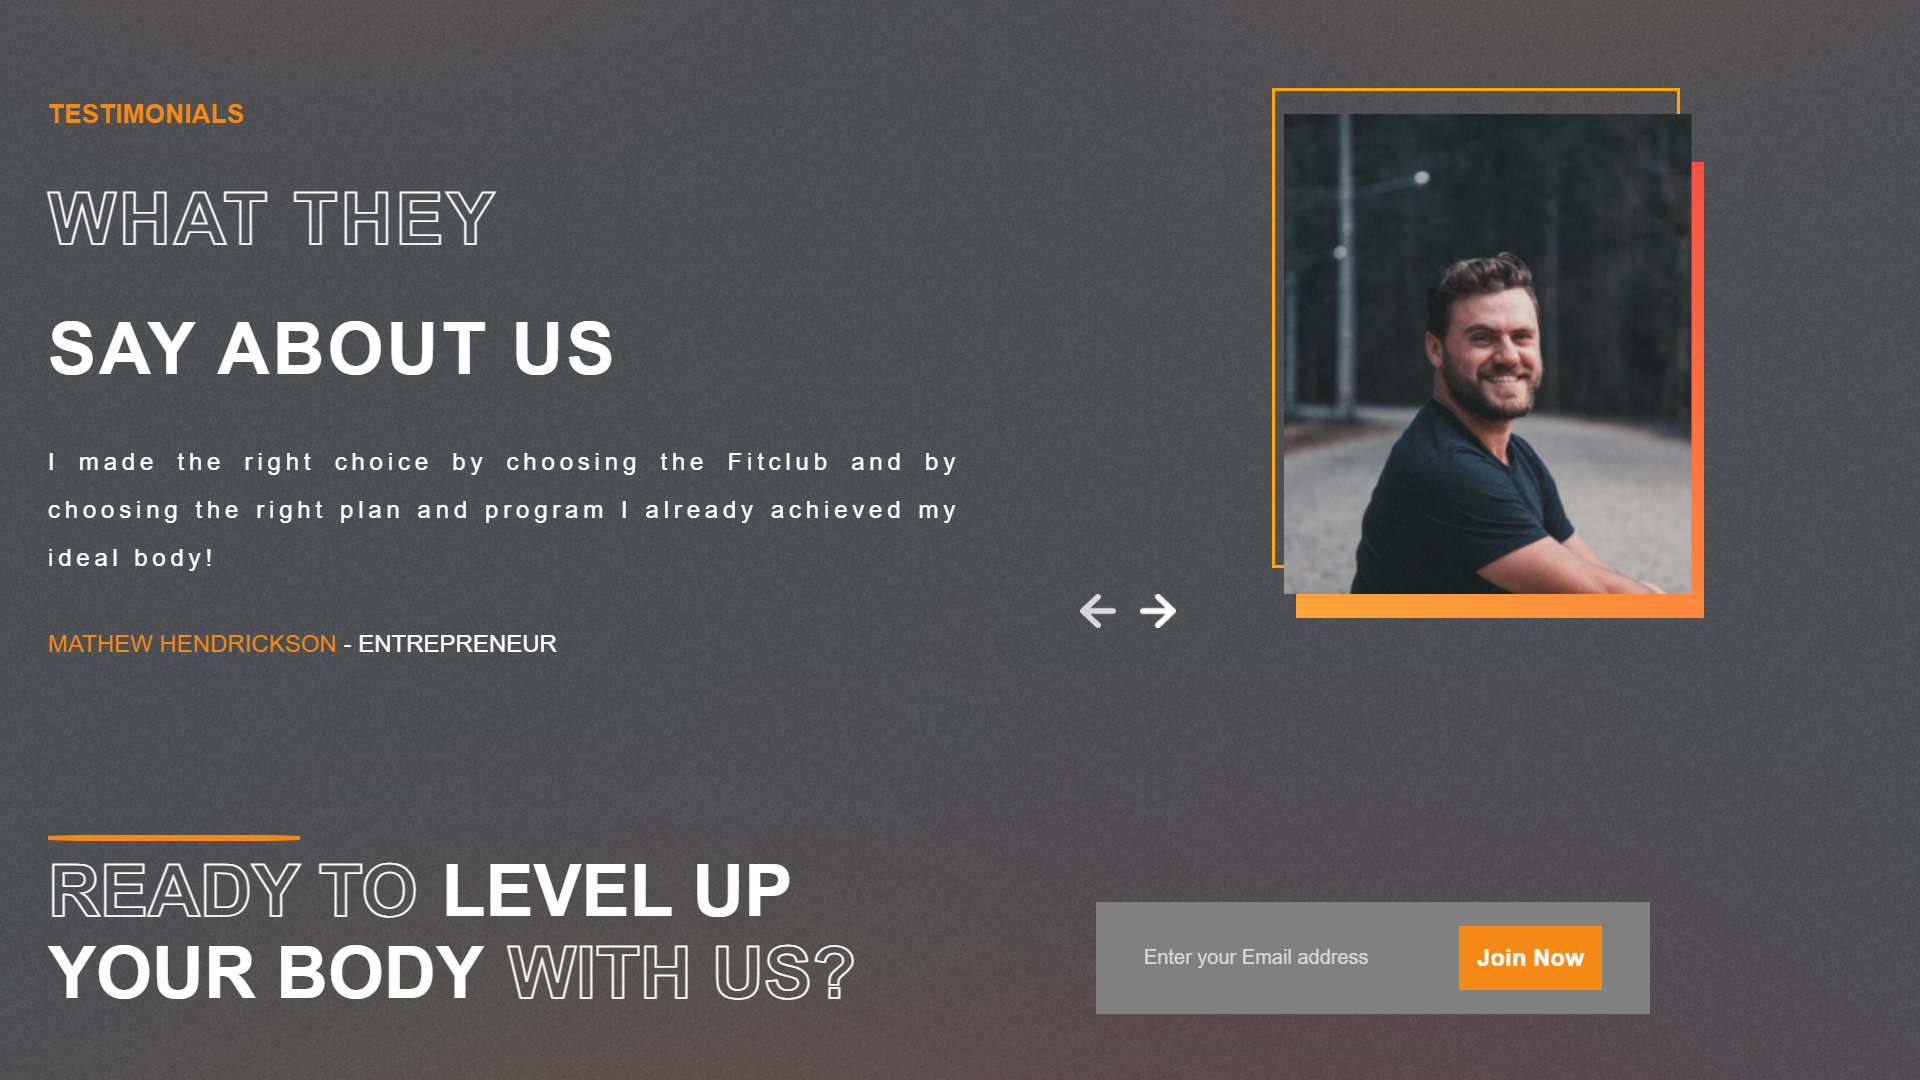 TESTIMONIALS
WHAT THEY
SAY ABOUT US
I made the right choice by choosing the Fitclub and by
choosing the right plan and program I already achieved my
ideal body!
MATHEW HENDRICKSON - ENTREPRENEUR
READY TO LEVEL UP
YOUR BODY WITH US?
Enter your Email address
Join Now